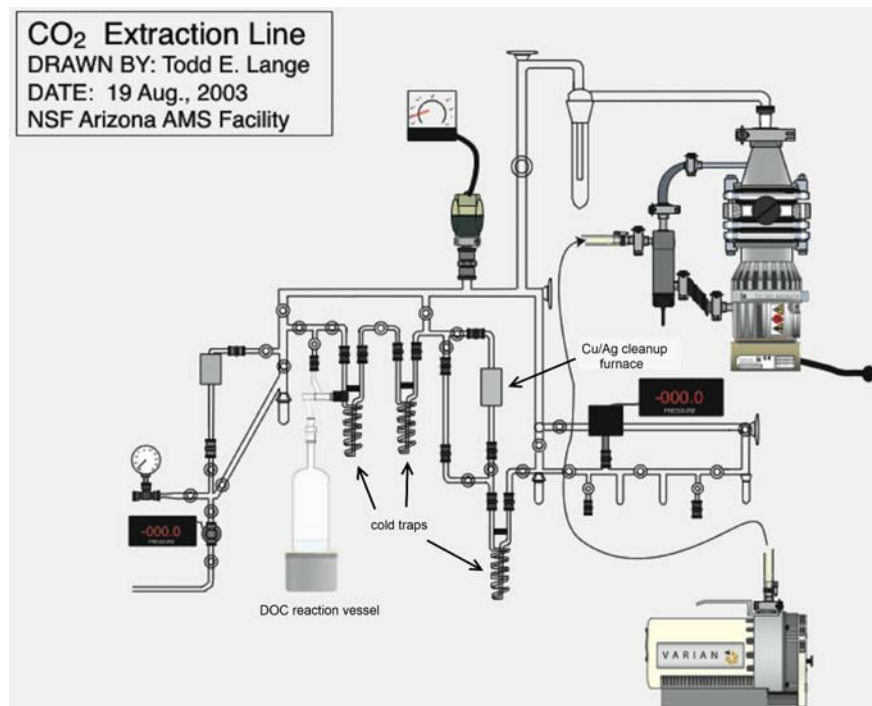 CO2 Extraction Line
DRAWN BY: Todd E. Lange
DATE: 19 Aug., 2003
NSF Arizona AMS Facility
Cu/Ag cleanup
furnace
-000.0
PRESSURE
cold traps
-000.0
PRESSURE
DOC reaction vessel
VARIAN